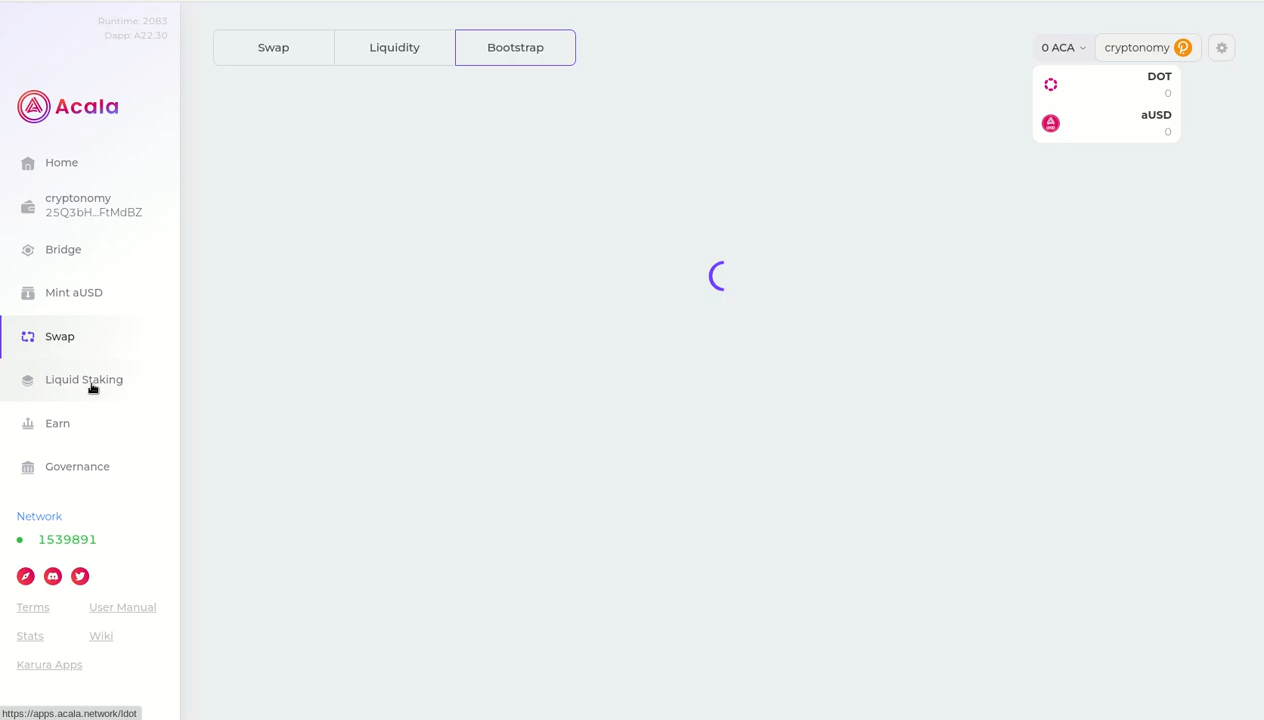 Runtime: 2083
Dapp: A22.30
Acala
Home
cryptonomy
25Q3bH...FtMdBZ
Bridge
Mint aUSD
Swap
Liquid Staking
Earn
Governance
Network
1539891
Terms User Manual
Stats Wiki
Karura Apps
https://apps.acala.network/ldot
Swap Liquidity Bootstrap
0 ACA cryptonomy
DOT
0
aUSD
0